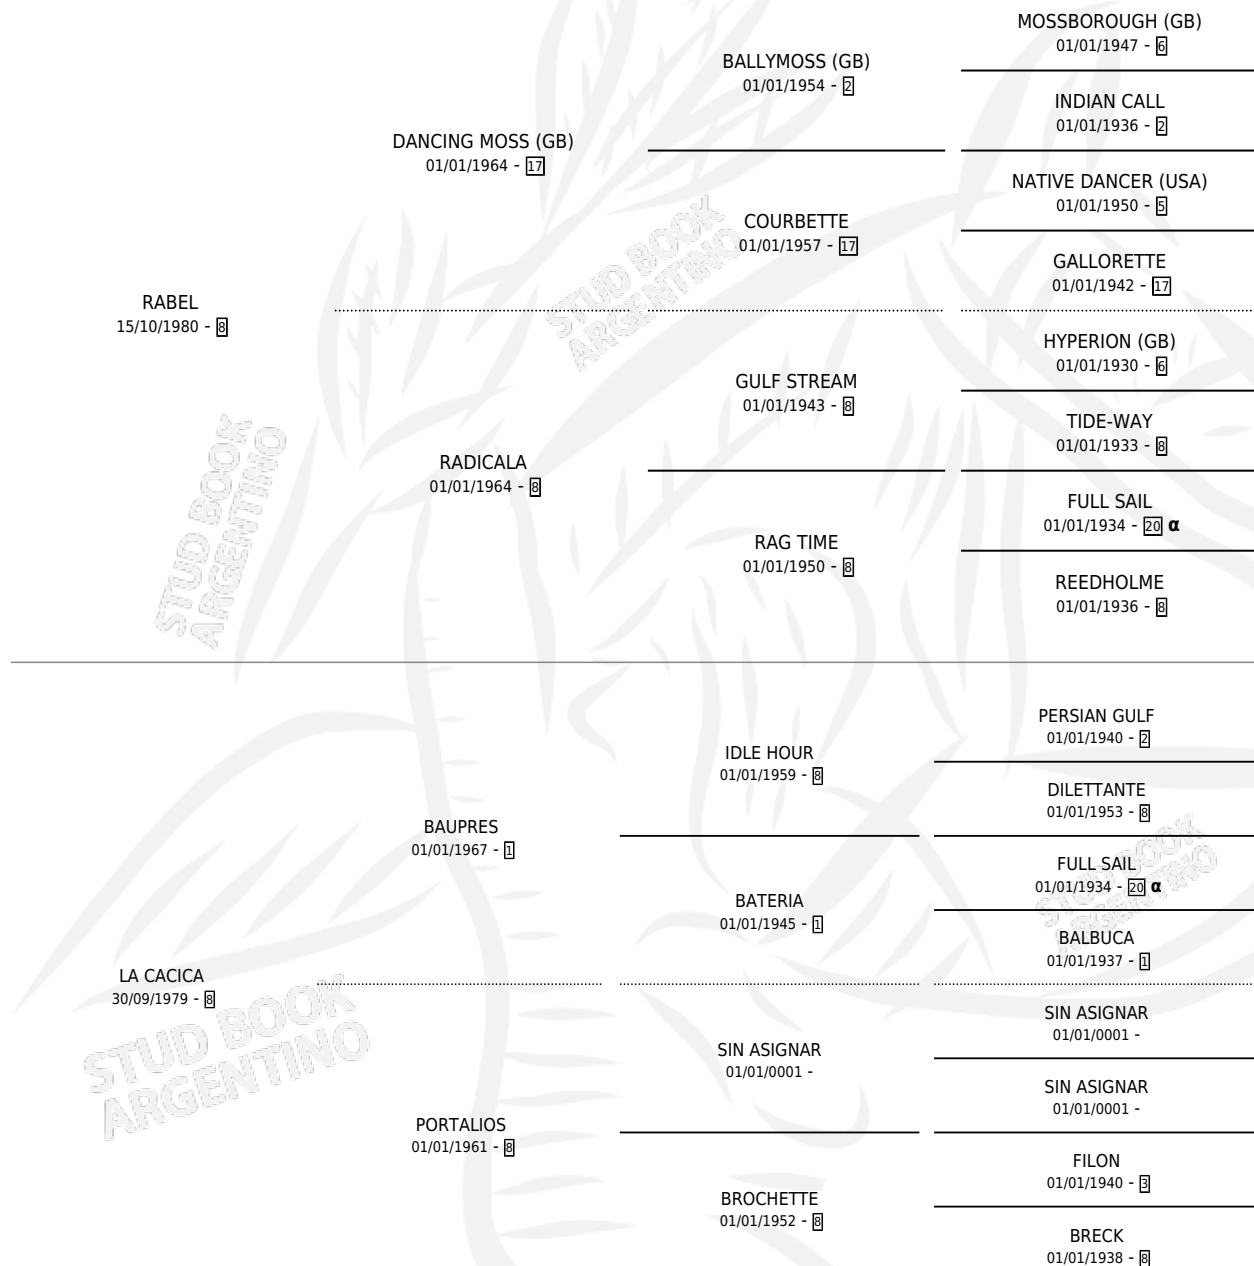 MOSSBOROUGH (GB)
01/01/1947 - 6
BALLYMOSS (GB)
01/01/1954 - 2
INDIAN CALL
01/01/1936 - 2
DANCING MOSS (GB)
01/01/1964 - 17
NATIVE DANCER (USA)
01/01/1950 - 5
COURBETTE
01/01/1957 - 17
GALLORETTE
01/01/1942 - 17
RABEL
15/10/1980 - 8
HYPERION (GB)
01/01/1930 - 6
GULF STREAM
01/01/1943 - 8
TIDE-WAY
01/01/1933 - 8
RADICALA
01/01/1964 - 8
FULL SAIL
01/01/1934 - 20 α
RAG TIME
01/01/1950 - 8
REEDHOLME
01/01/1936 - 8
PERSIAN GULF
01/01/1940 - 2
IDLE HOUR
01/01/1959 - 8
DILETTANTE
01/01/1953 - 8
BAUPRES
01/01/1967 - 1
FULL SAIL
01/01/1934 - 20 α
BATERIA
01/01/1945 - 1
BALBUCA
01/01/1937 - 1
LA CACICA
30/09/1979 - 8
SIN ASIGNAR
01/01/0001 -
SIN ASIGNAR
01/01/0001 -
SIN ASIGNAR
01/01/0001 -
PORTALIOS
01/01/1961 - 8
FILON
01/01/1940 - 3
BROCHETTE
01/01/1952 - 8
BRECK
01/01/1938 - 8
STUD BOOK
ARGENTINO
STUD BOOK
ARGENTINO
STUD BOOK
ARGENTINO
STUD BOOK
ARGENTINO